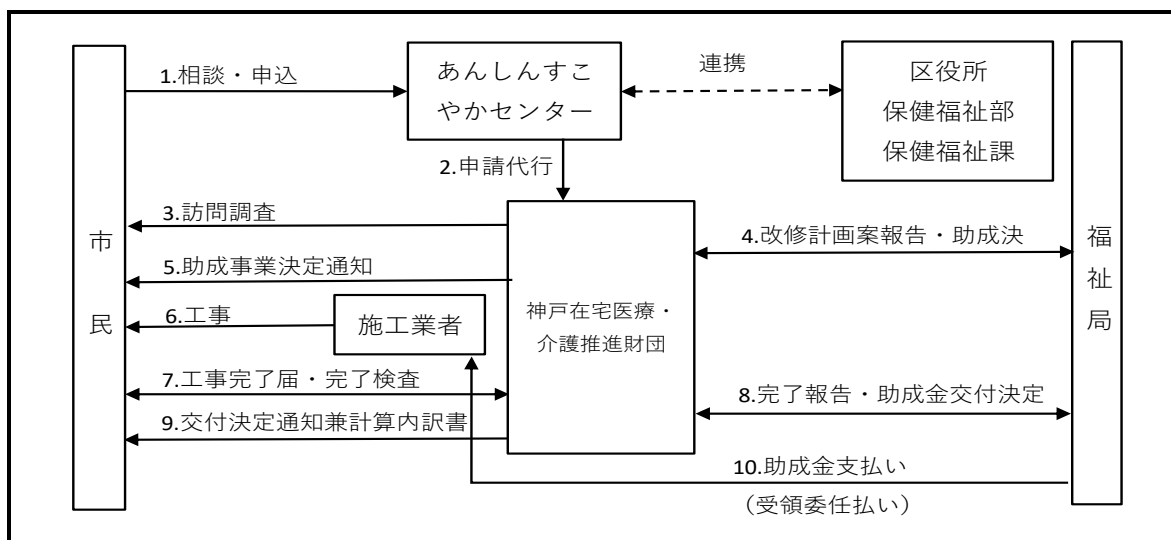 1.相談・申込
あんしんすこ
やかセンター
連携
区役所
保健福祉部
保健福祉課
2.申請代行
市民
3.訪問調査
4.改修計画案報告・助成決
福祉局
5.助成事業決定通知
神戸在宅医療・
介護推進財団
6.工事
施工業者
7.工事完了届・完了検査
8.完了報告・助成金交付決定
9.交付決定通知兼計算内訳書
10.助成金支払い
（受領委任払い）